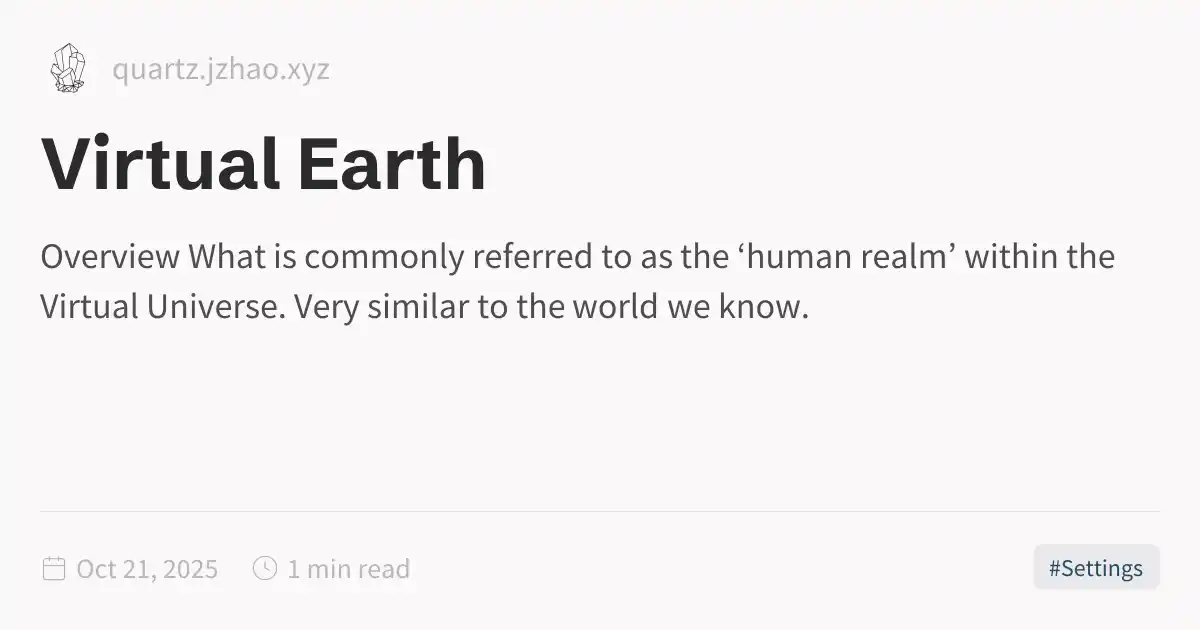 quartz.jzhao.xyz
Virtual Earth
Overview What is commonly referred to as the ‘human realm’ within the
Virtual Universe. Very similar to the world we know.
Oct 21, 2025 1 min read #Settings